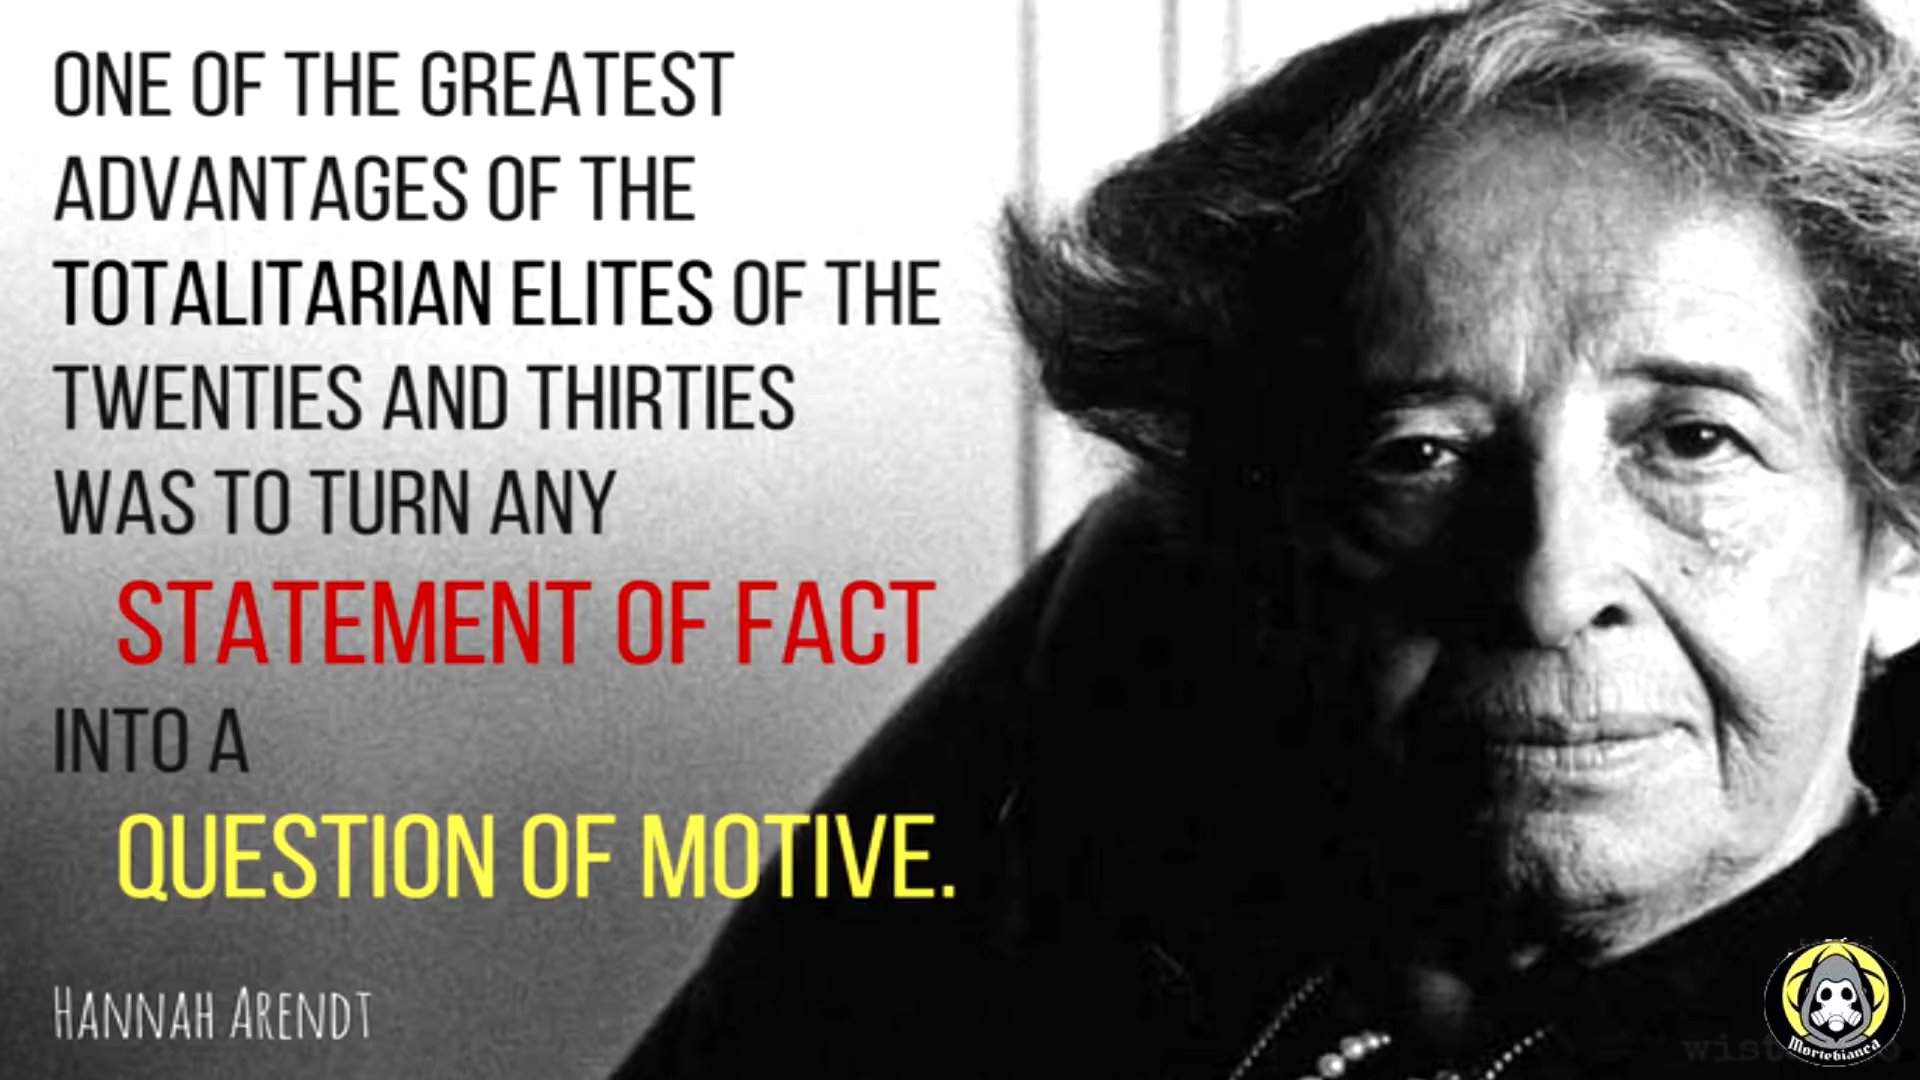 ONE OF THE GREATEST
ADVANTAGES OF THE
TOTALITARIAN ELITES OF THE
TWENTIES AND THIRTIES
WAS TO TURN ANY
STATEMENT OF FACT
INTO A
QUESTION OF MOTIVE.
HANNAH ARENDT
Mortebianca